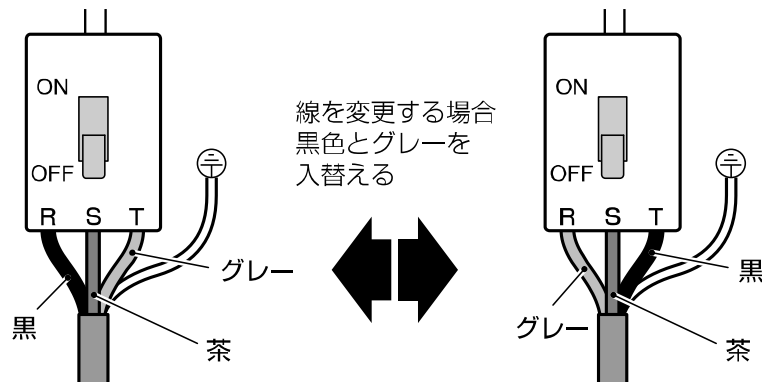 ON
OFF
R S T
グレー
黒
茶
線を変更する場合
黒色とグレーを
入替える
ON
OFF
R S T
黒
グレー
茶